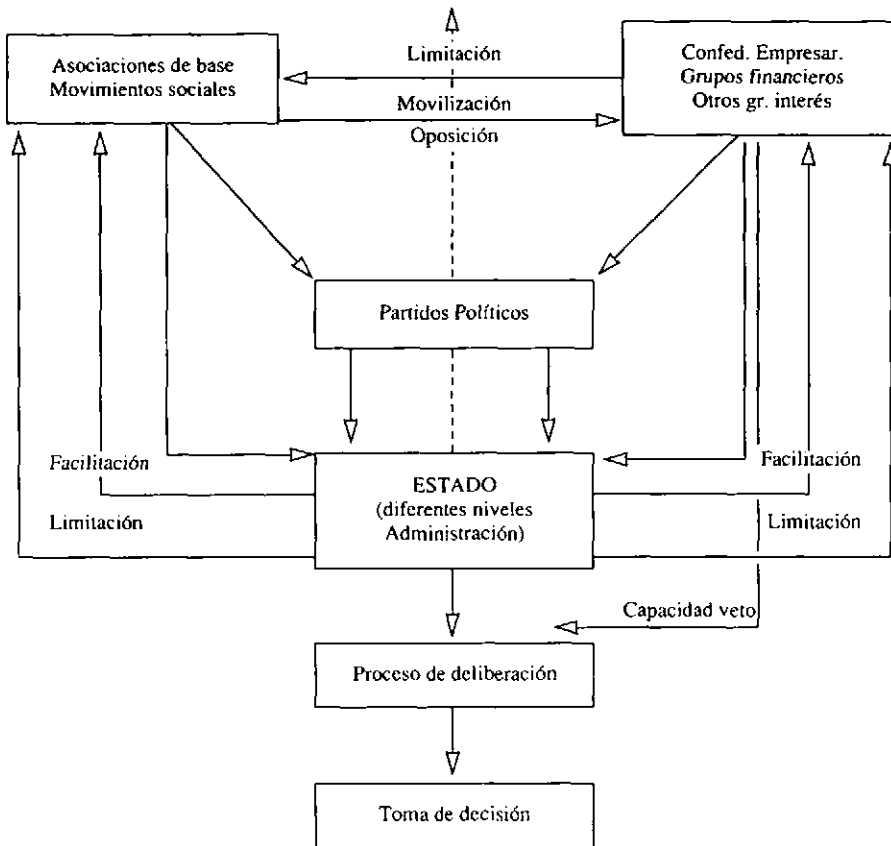 Asociaciones de base
Movimientos sociales
Limitación
Movilización
Oposición
Confed. Empresar.
Grupos financieros
Otros gr. interés
Partidos Políticos
Facilitación
Limitación
ESTADO
(diferentes niveles
Administración)
Facilitación
Limitación
Capacidad veto
Proceso de deliberación
Toma de decisión